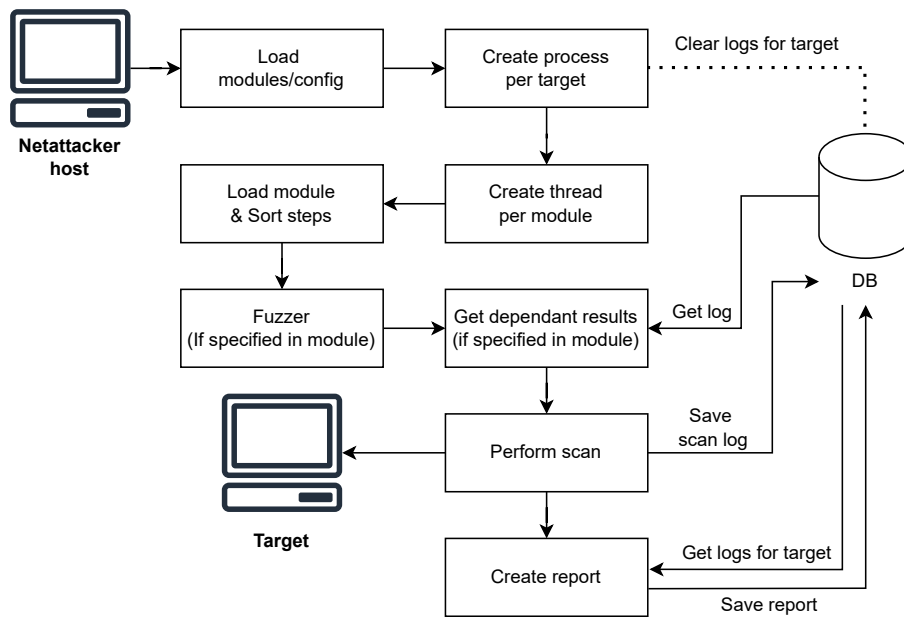 Load
modules/config
Create process
per target
Clear logs for target
Netattacker
host
Load module
& Sort steps
Create thread
per module
DB
Fuzzer
(If specified in module)
Get dependant results
(if specified in module)
Get log
Perform scan
Save
scan log
Target
Create report
Get logs for target
Save report